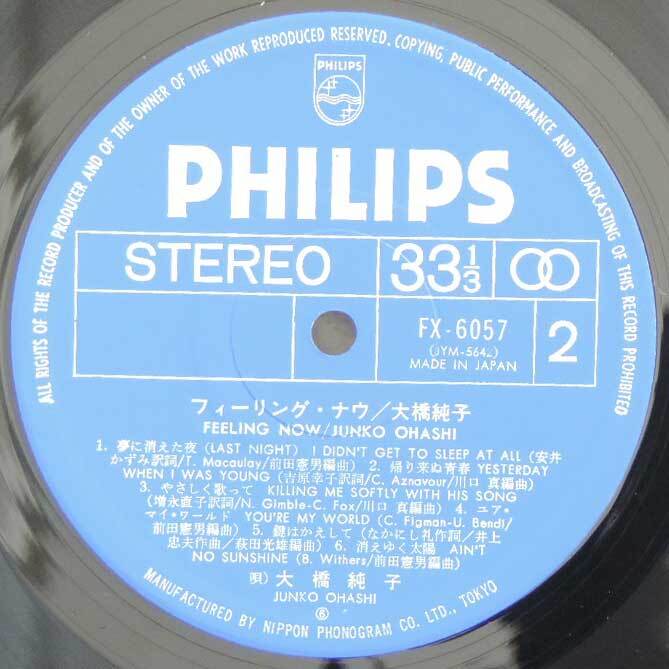 ALL RIGHTS OF THE RECORD PRODUCER AND OF THE OWNER OF THE WORK REPRODUCED RESERVED. COPYING, PUBLIC PERFORMANCE AND BROADCASTING OF THIS RECORD PROHIBITED
PHILIPS
PHILIPS
STEREO 33 1/3
FX-6057 2
(JYM-5642)
MADE IN JAPAN
フィーリング・ナウ/大橋純子
FEELING NOW/JUNKO OHASHI
1. 夢に消えた夜 (LAST NIGHT) I DIDN'T GET TO SLEEP AT ALL (安井
かずみ訳詞/T. Macaulay/前田憲男編曲) 2. 帰り来ぬ青春 YESTERDAY
WHEN I WAS YOUNG (吉原幸子訳詞/C. Aznavour/川口 真編曲)
3. やさしく歌って KILLING ME SOFTLY WITH HIS SONG
(増永直子訳詞/N. Gimble-C. Fox/川口 真編曲) 4. ユア・
マイ・ワールド YOU'RE MY WORLD (C. Figman-U. Bendi/
前田憲男編曲) 5. 鍵はかえして (なかにし礼作詞/井上
忠夫作曲/萩田光雄編曲) 6. 消えゆく太陽 AIN'T
NO SUNSHINE (B. Withers/前田憲男編曲)
(唄) 大橋純子
JUNKO OHASHI
⑥
MANUFACTURED BY NIPPON PHONOGRAM CO. LTD., TOKYO